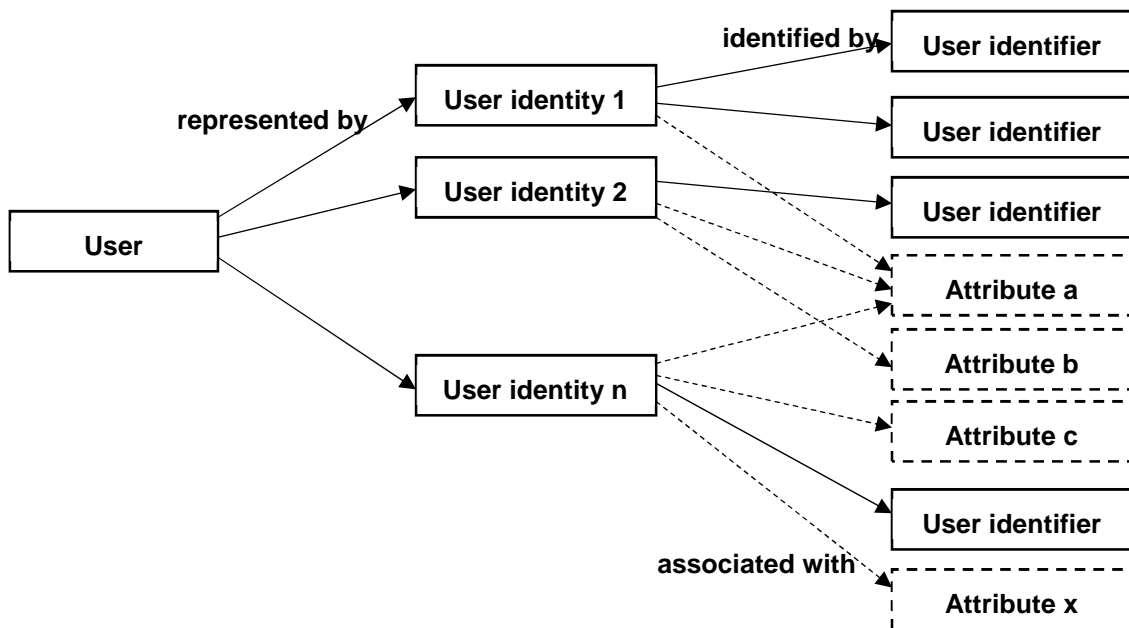 identified by
User identifier
User identity 1
represented by
User identifier
User identity 2
User identifier
User
Attribute a
Attribute b
User identity n
Attribute c
User identifier
associated with
Attribute x